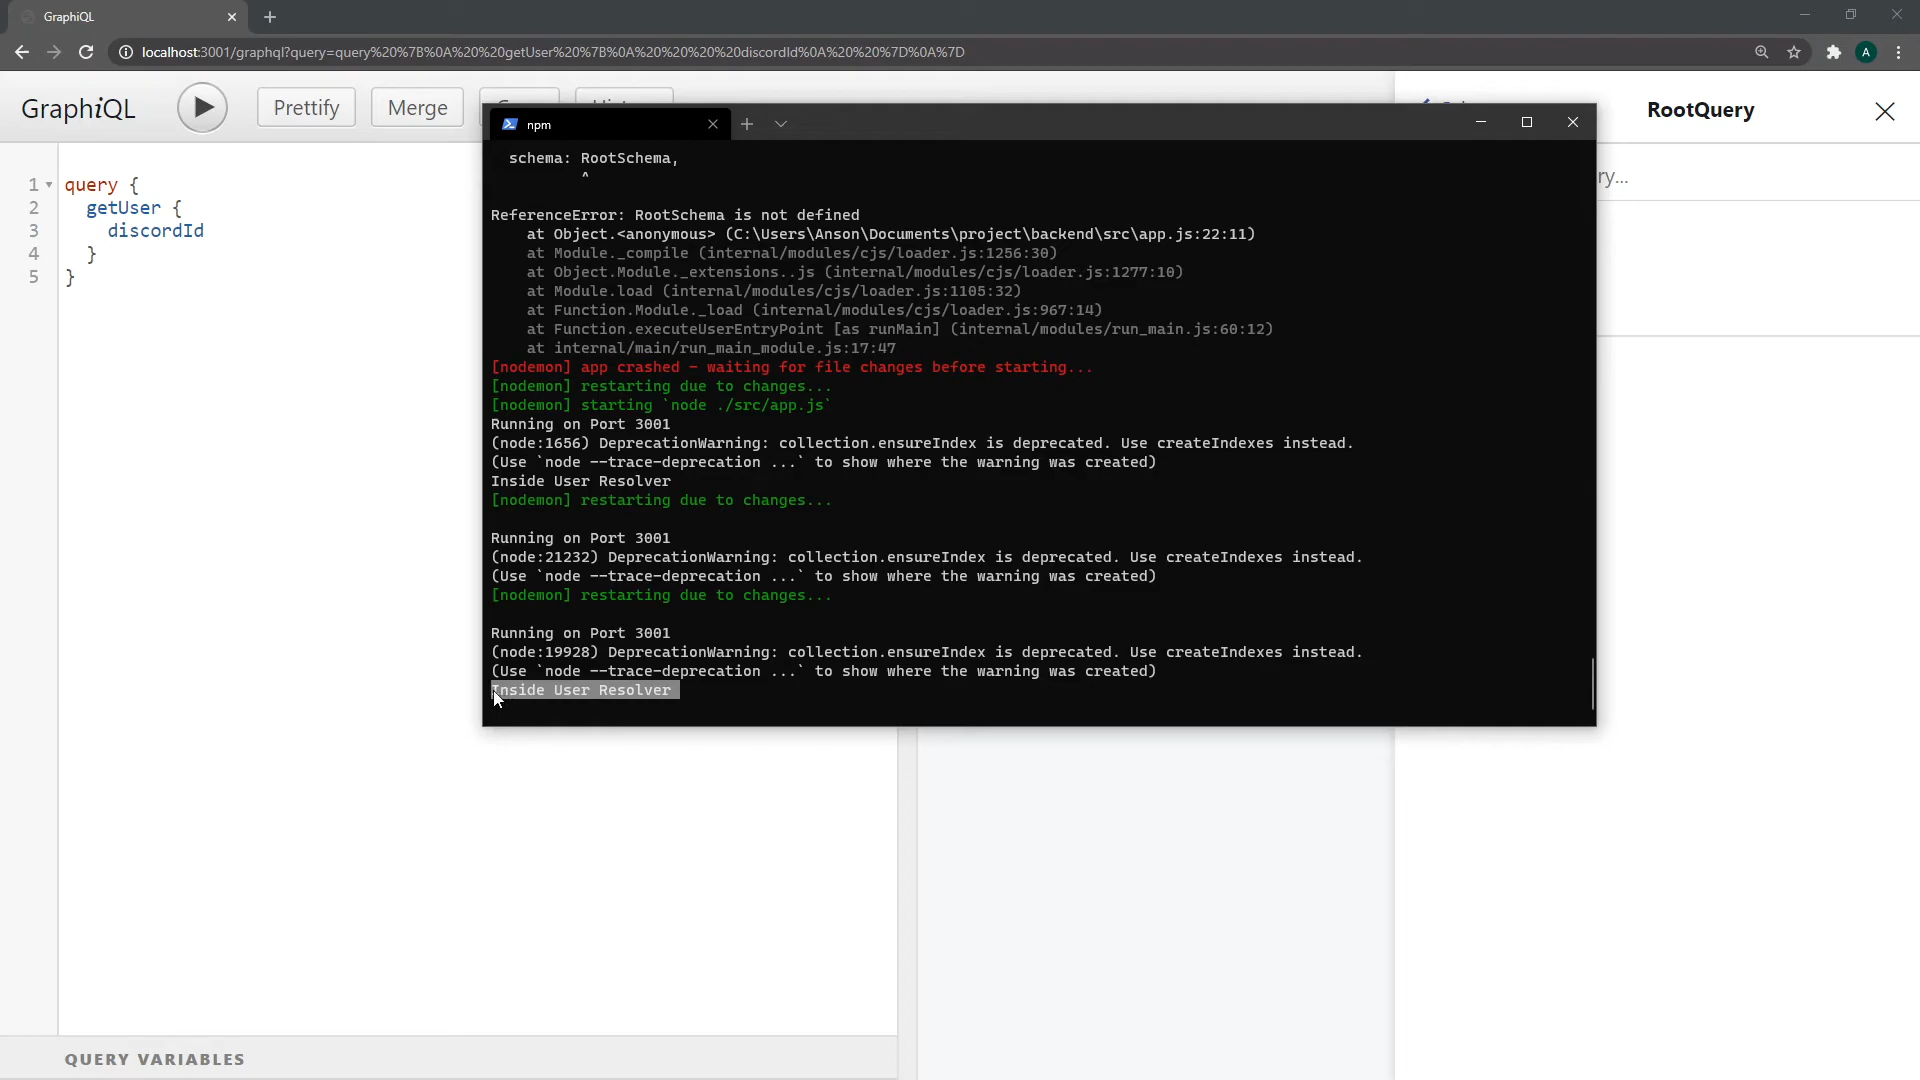 GraphiQL
localhost:3001/graphql?query=query%20%7B%0A%20%20getUser%20%7B%0A%20%20%20%20discordId%0A%20%20%7D%0A%7D
A
GraphiQL
Prettify
Merge
RootQuery
ry...
1 query {
2 getUser {
3 discordId
4 }
5 }
npm
schema: RootSchema,
^
ReferenceError: RootSchema is not defined
at Object.<anonymous> (C:\Users\Anson\Documents\project\backend\src\app.js:22:11)
at Module._compile (internal/modules/cjs/loader.js:1256:30)
at Object.Module._extensions..js (internal/modules/cjs/loader.js:1277:10)
at Module.load (internal/modules/cjs/loader.js:1105:32)
at Function.Module._load (internal/modules/cjs/loader.js:967:14)
at Function.executeUserEntryPoint [as runMain] (internal/modules/run_main.js:60:12)
at internal/main/run_main_module.js:17:47
[nodemon] app crashed - waiting for file changes before starting...
[nodemon] restarting due to changes...
[nodemon] starting `node ./src/app.js`
Running on Port 3001
(node:1656) DeprecationWarning: collection.ensureIndex is deprecated. Use createIndexes instead.
(Use `node --trace-deprecation ...` to show where the warning was created)
Inside User Resolver
[nodemon] restarting due to changes...
Running on Port 3001
(node:21232) DeprecationWarning: collection.ensureIndex is deprecated. Use createIndexes instead.
(Use `node --trace-deprecation ...` to show where the warning was created)
[nodemon] restarting due to changes...
Running on Port 3001
(node:19928) DeprecationWarning: collection.ensureIndex is deprecated. Use createIndexes instead.
(Use `node --trace-deprecation ...` to show where the warning was created)
Inside User Resolver
QUERY VARIABLES